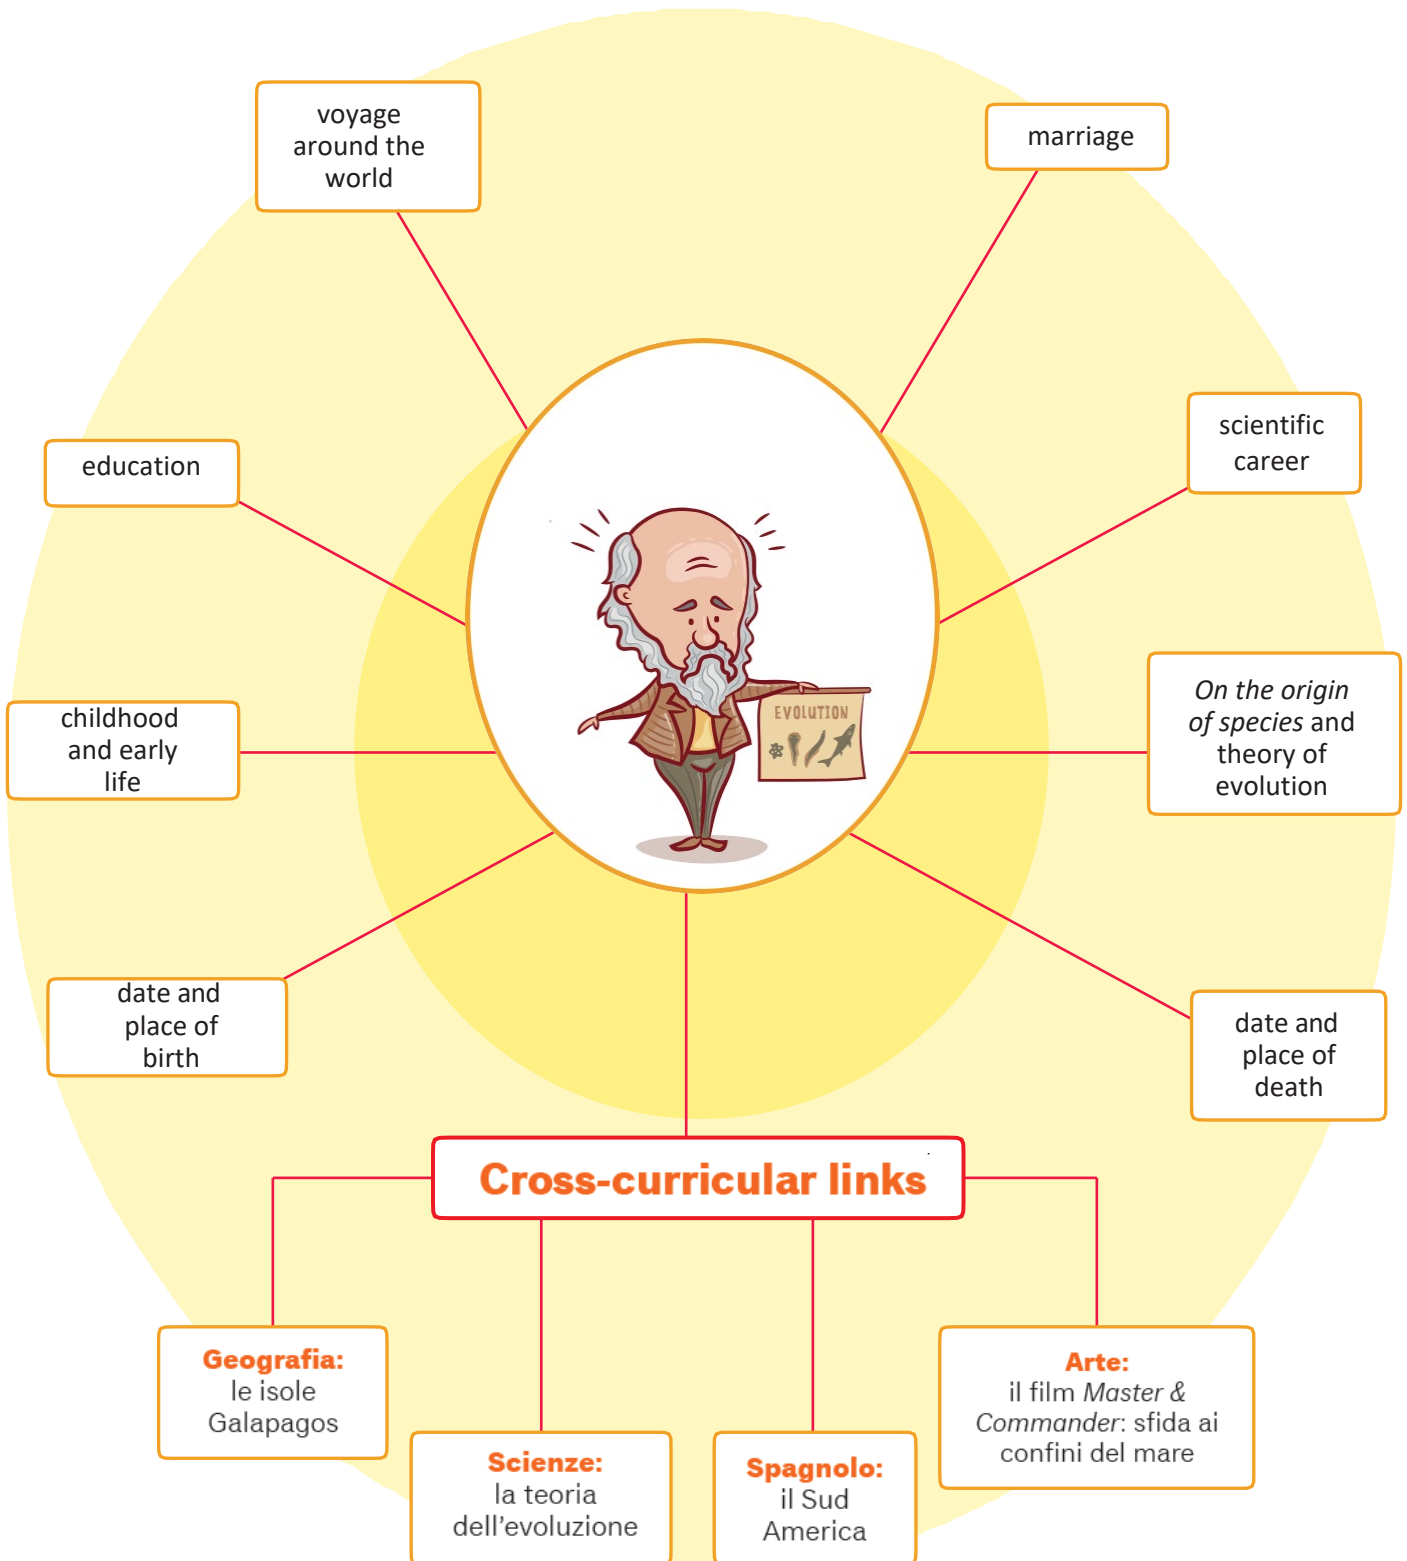 voyage
around the
world
marriage
education
scientific
career
childhood
and early
life
EVOLUTION
On the origin
of species and
theory of
evolution
date and
place of
birth
date and
place of
death
Cross-curricular links
Geografia:
le isole
Galapagos
Scienze:
la teoria
dell'evoluzione
Spagnolo:
il Sud
America
Arte:
il film Master &
Commander: sfida ai
confini del mare